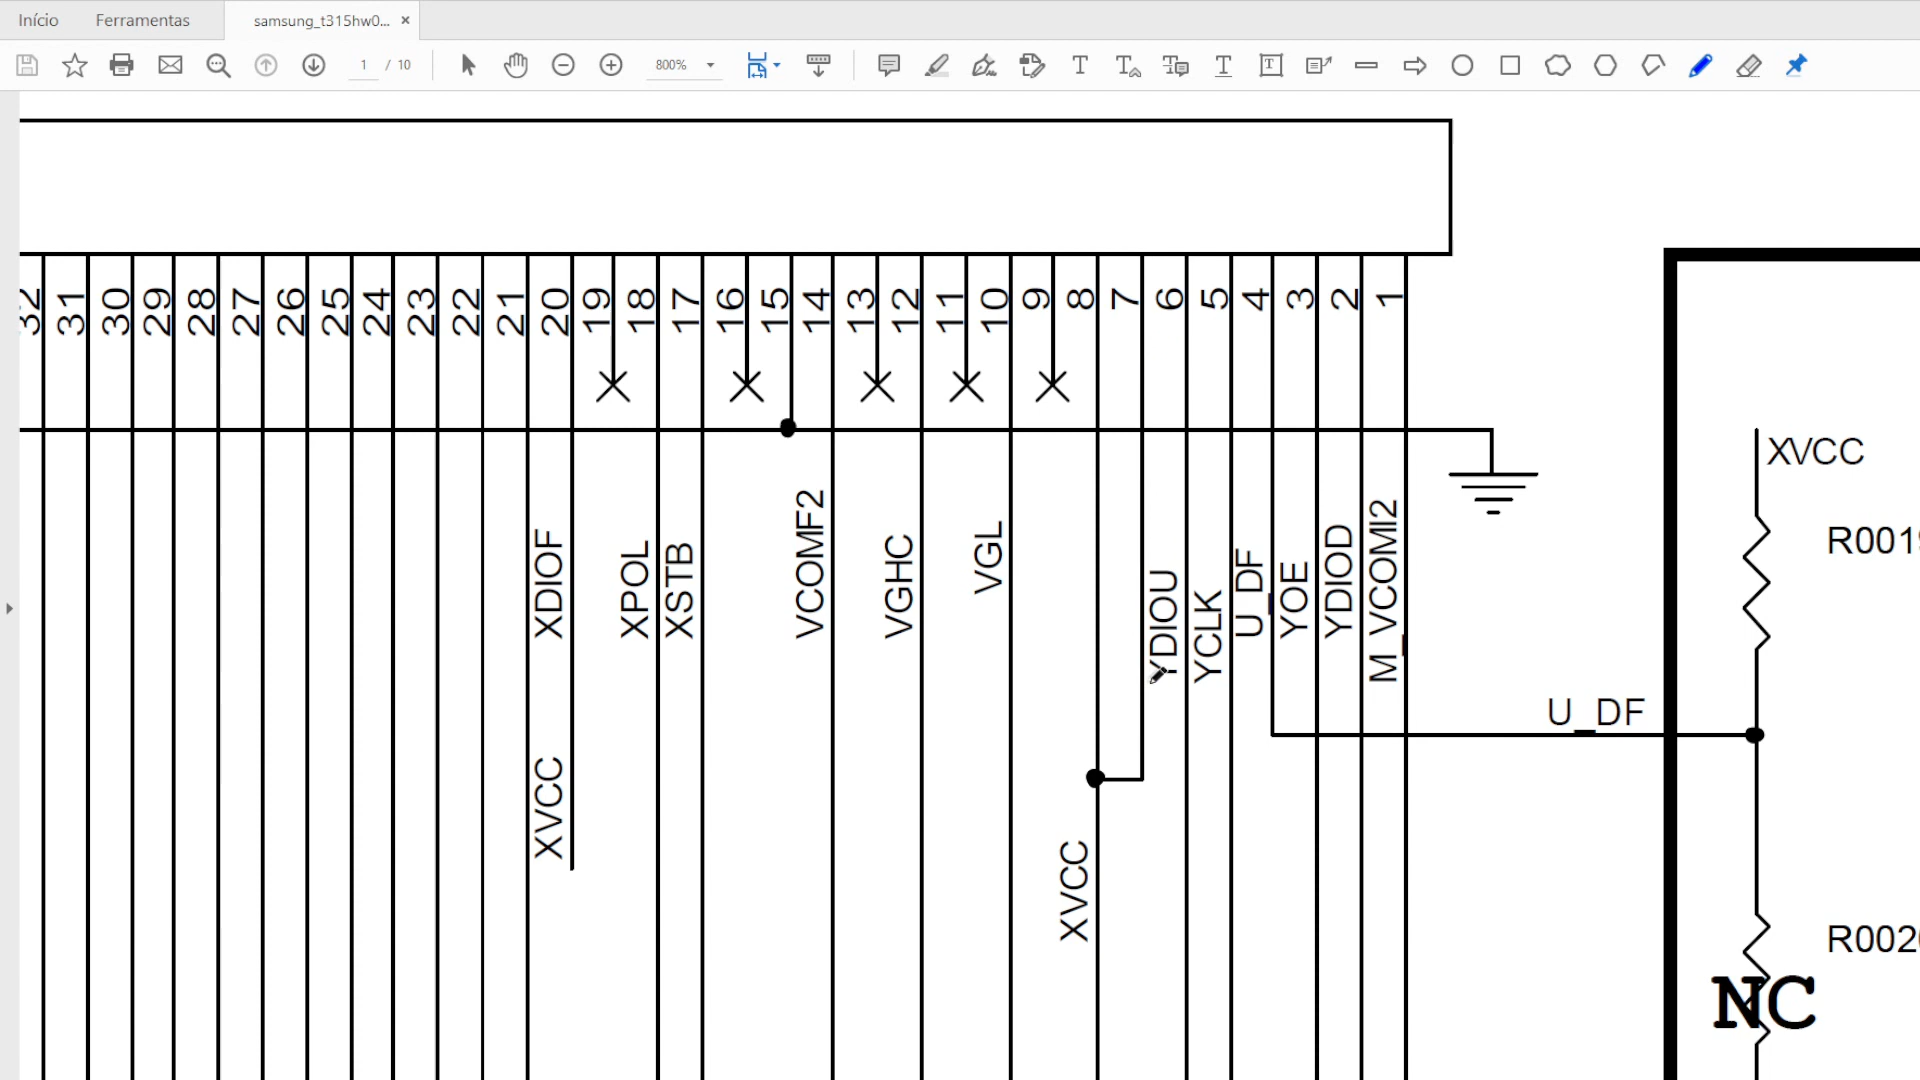 Início Ferramentas samsung_t315hw0... ×
1 / 10 800%
32 31 30 29 28 27 26 25 24 23 22 21 20 19 18 17 16 15 14 13 12 11 10 9 8 7 6 5 4 3 2 1
XVCC
XDIOF XPOL XSTB VCOMF2 VGHC VGL YDIOU YCLK U_DF YOE YDIOD M_VCOMI2
U_DF
XVCC
XVCC
NC